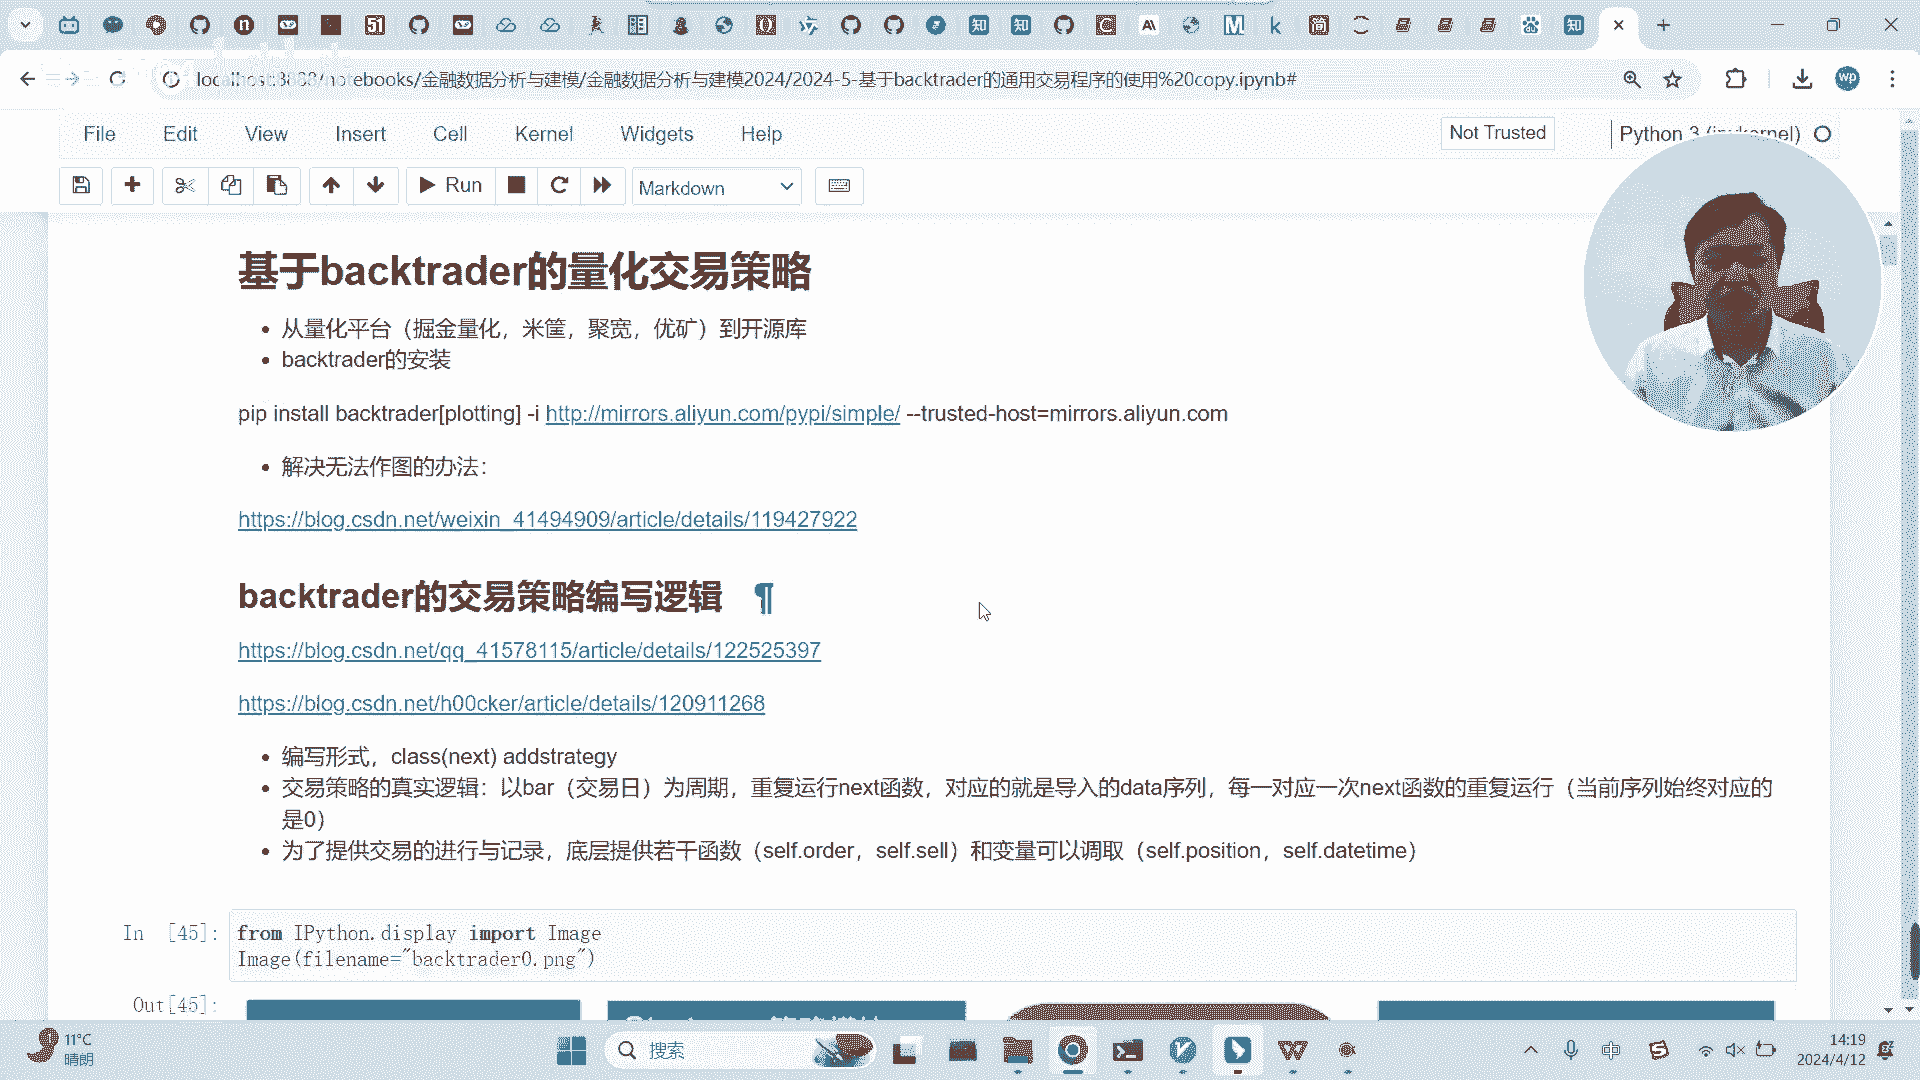 localhost:8888/notebooks/金融数据分析与建模/金融数据分析与建模2024/2024-5-基于backtrader的通用交易程序的使用%20copy.ipynb#
File Edit View Insert Cell Kernel Widgets Help
Not Trusted
Python 3
Run
Markdown
基于backtrader的量化交易策略
从量化平台（掘金量化，米筐，聚宽，优矿）到开源库
backtrader的安装
pip install backtrader[plotting] -i http://mirrors.aliyun.com/pypi/simple/ --trusted-host=mirrors.aliyun.com
解决无法作图的办法：
https://blog.csdn.net/weixin_41494909/article/details/119427922
backtrader的交易策略编写逻辑 ¶
https://blog.csdn.net/qq_41578115/article/details/122525397
https://blog.csdn.net/h00cker/article/details/120911268
编写形式，class(next) addstrategy
交易策略的真实逻辑：以bar（交易日）为周期，重复运行next函数，对应的就是导入的data序列，每一对应一次next函数的重复运行（当前序列始终对应的
是0）
为了提供交易的进行与记录，底层提供若干函数（self.order，self.sell）和变量可以调取（self.position，self.datetime）
In [45]:
from IPython.display import Image
Image(filename="backtrader0.png")
Out[45]:
11°C
晴朗
搜索
中
14:19
2024/4/12